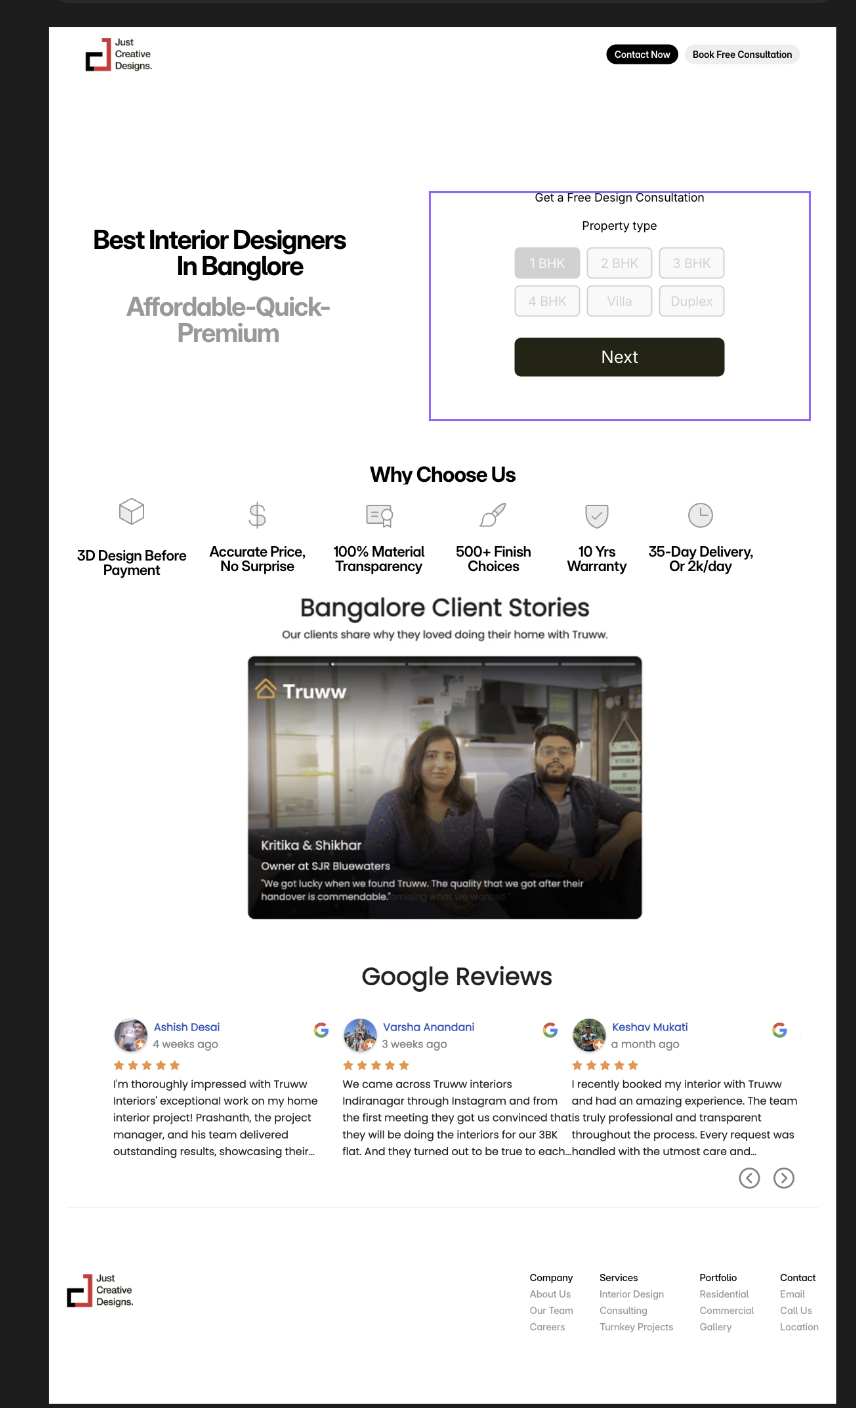 Just
Creative
Designs.
Contact Now
Book Free Consultation
Best Interior Designers
In Banglore
Affordable-Quick-
Premium
Get a Free Design Consultation
Property type
1 BHK
2 BHK
3 BHK
4 BHK
Villa
Duplex
Next
Why Choose Us
3D Design Before
Payment
Accurate Price,
No Surprise
100% Material
Transparency
500+ Finish
Choices
10 Yrs
Warranty
35-Day Delivery,
Or 2k/day
Bangalore Client Stories
Our clients share why they loved doing their home with Truww.
Truww
Kritika & Shikhar
Owner at SJR Bluewaters
"We got lucky when we found Truww. The quality that we got after their
handover is commendable."
Google Reviews
Ashish Desai
4 weeks ago
I'm thoroughly impressed with Truww
Interiors' exceptional work on my home
interior project! Prashanth, the project
manager, and his team delivered
outstanding results, showcasing their...
Varsha Anandani
3 weeks ago
We came across Truww interiors
Indiranagar through Instagram and from
the first meeting they got us convinced that
they will be doing the interiors for our 3BK
flat. And they turned out to be true to each...
Keshav Mukati
a month ago
I recently booked my interior with Truww
and had an amazing experience. The team
is truly professional and transparent
throughout the process. Every request was
handled with the utmost care and...
Just
Creative
Designs.
Company
About Us
Our Team
Careers
Services
Interior Design
Consulting
Turnkey Projects
Portfolio
Residential
Commercial
Gallery
Contact
Email
Call Us
Location